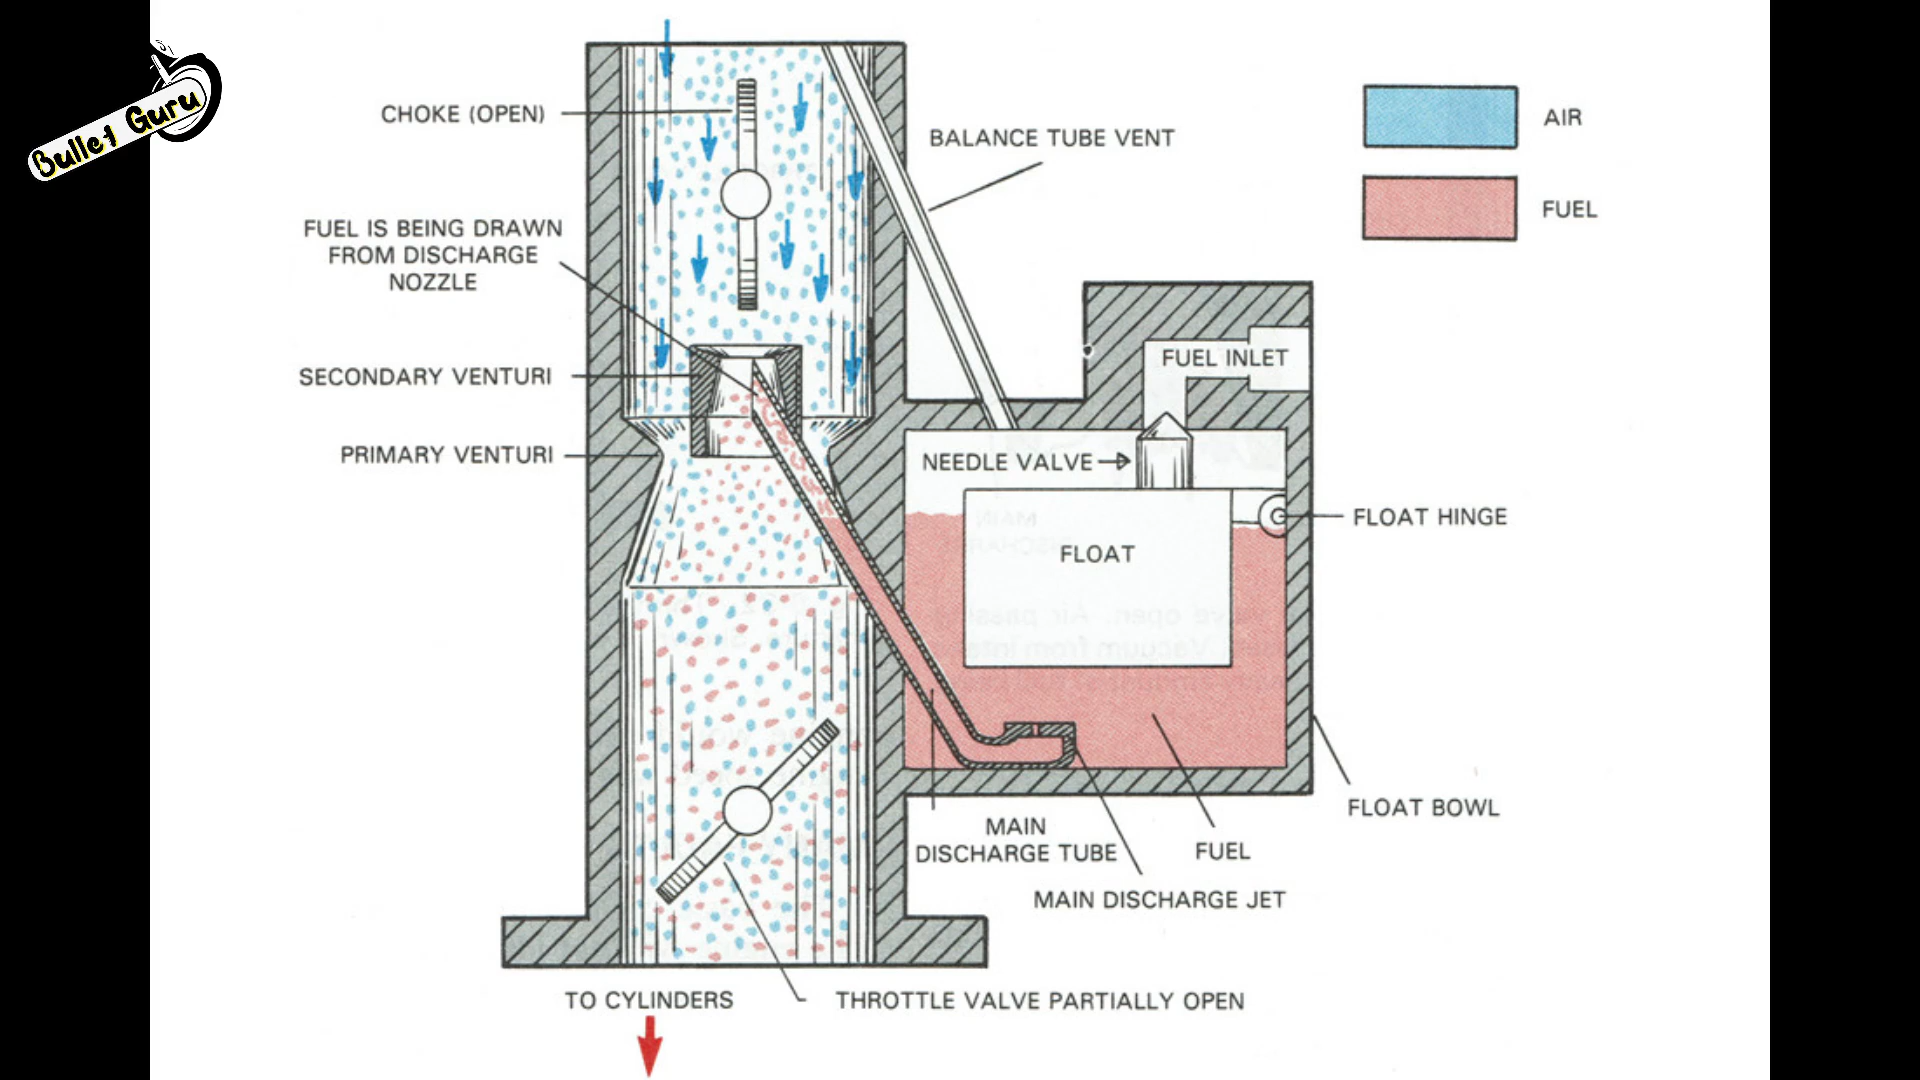 Bullet Guru
CHOKE (OPEN)
BALANCE TUBE VENT
AIR
FUEL
FUEL IS BEING DRAWN
FROM DISCHARGE
NOZZLE
FUEL INLET
SECONDARY VENTURI
PRIMARY VENTURI
NEEDLE VALVE
FLOAT HINGE
FLOAT
FLOAT BOWL
MAIN
DISCHARGE TUBE
FUEL
MAIN DISCHARGE JET
TO CYLINDERS
THROTTLE VALVE PARTIALLY OPEN